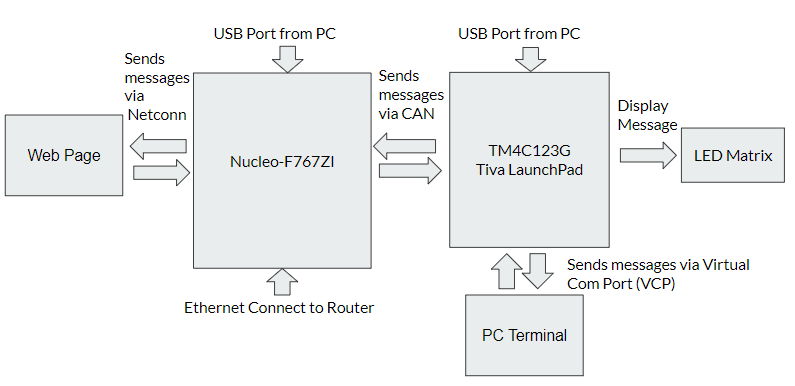 USB Port from PC
USB Port from PC
Sends
messages
via
Netconn
Sends
messages
via CAN
Display
Message
Web Page
Nucleo-F767ZI
TM4C123G
Tiva LaunchPad
LED Matrix
Sends messages via Virtual
Com Port (VCP)
Ethernet Connect to Router
PC Terminal